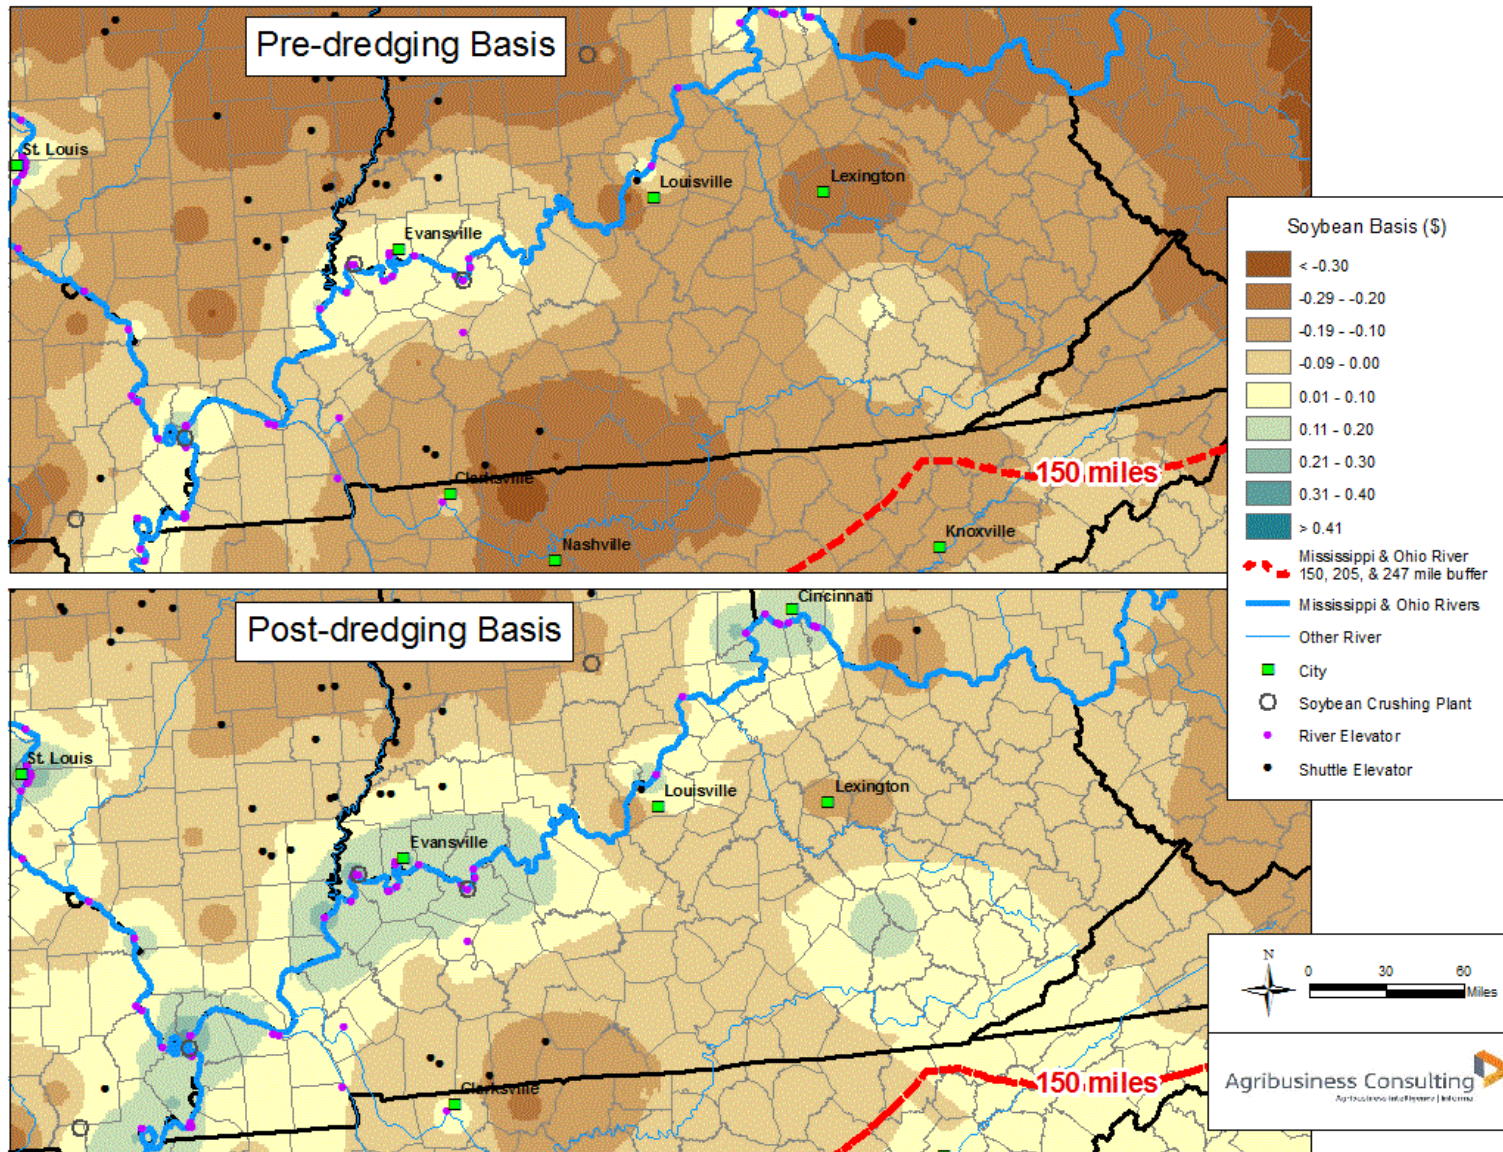 Pre-dredging Basis
St. Louis
Louisville
Lexington
Evansville
Clarksville
Nashville
Knoxville
150 miles
Soybean Basis ($)
< -0.30
-0.29 - -0.20
-0.19 - -0.10
-0.09 - 0.00
0.01 - 0.10
0.11 - 0.20
0.21 - 0.30
0.31 - 0.40
> 0.41
Mississippi & Ohio River
150, 205, & 247 mile buffer
Mississippi & Ohio Rivers
Other River
City
Soybean Crushing Plant
River Elevator
Shuttle Elevator
Post-dredging Basis
Cincinnati
St. Louis
Louisville
Lexington
Evansville
Clarksville
150 miles
N
0 30 60
Miles
Agribusiness Consulting
Agribusiness Intelligence | Informa